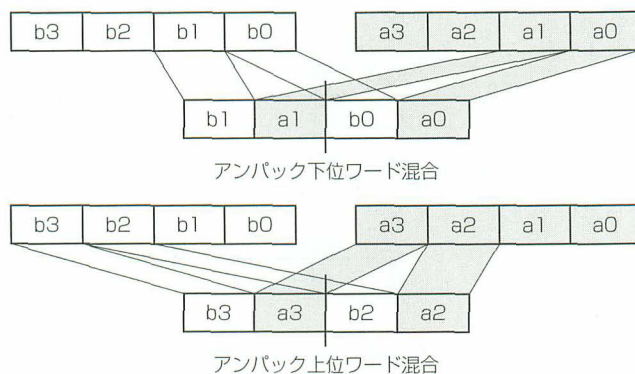 b3 b2 b1 b0 a3 a2 a1 a0
b1 a1 b0 a0
アンパック下位ワード混合
b3 b2 b1 b0 a3 a2 a1 a0
b3 a3 b2 a2
アンパック上位ワード混合